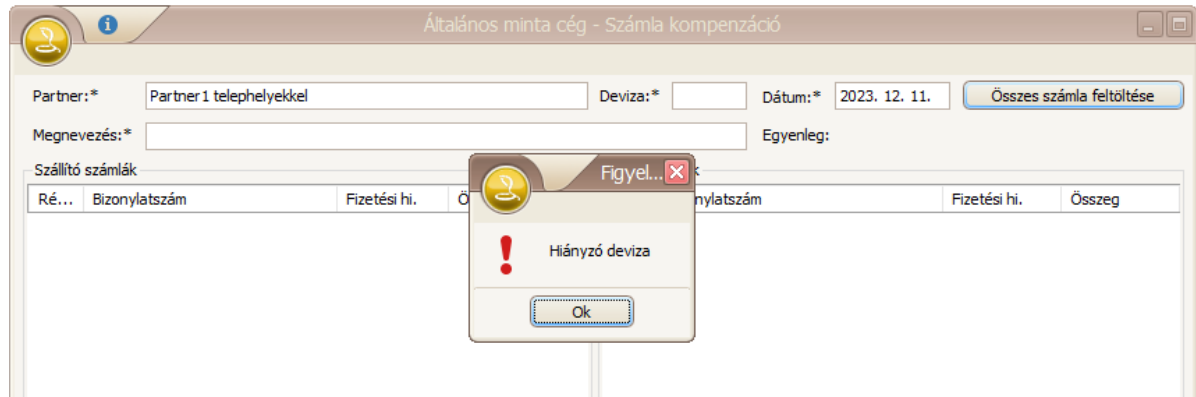 Általános minta cég - Számla kompenzáció
Partner:* Partner1 telephelyekkel Deviza:* Dátum:* 2023. 12. 11. Összes számla feltöltése
Megnevezés:* Egyenleg:
Szállító számlák
Figyel...
Ré... Bizonylatszám Fizetési hi. Fizetési hi. Összeg
Hiányzó deviza
Ok